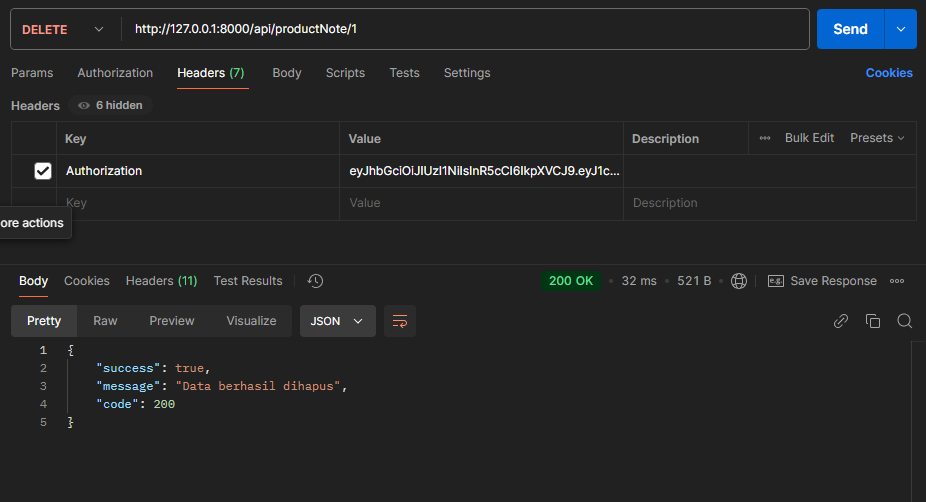 DELETE http://127.0.0.1:8000/api/productNote/1 Send
Params Authorization Headers (7) Body Scripts Tests Settings Cookies
Headers 6 hidden
Key Value Description Bulk Edit Presets
Authorization eyJhbGciOiJIUzI1NiIsInR5cCI6IkpXVCJ9.eyJ1c...
Key Value Description
ore actions
Body Cookies Headers (11) Test Results 200 OK 32 ms 521 B e.g. Save Response
Pretty Raw Preview Visualize JSON
1 {
2 "success": true,
3 "message": "Data berhasil dihapus",
4 "code": 200
5 }